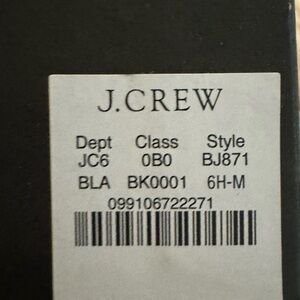 J.CREW
Dept Class Style
JC6 0B0 BJ871
BLA BK0001 6H-M
099106722271